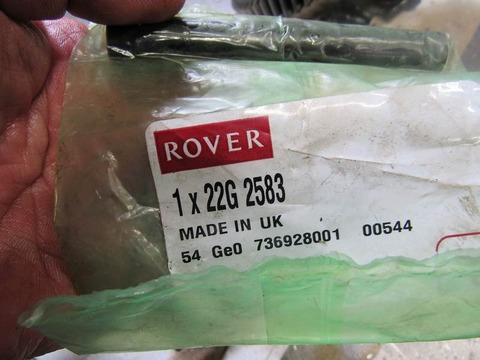 ROVER
1 x 22G 2583
MADE IN UK
54 Ge0 736928001 00544